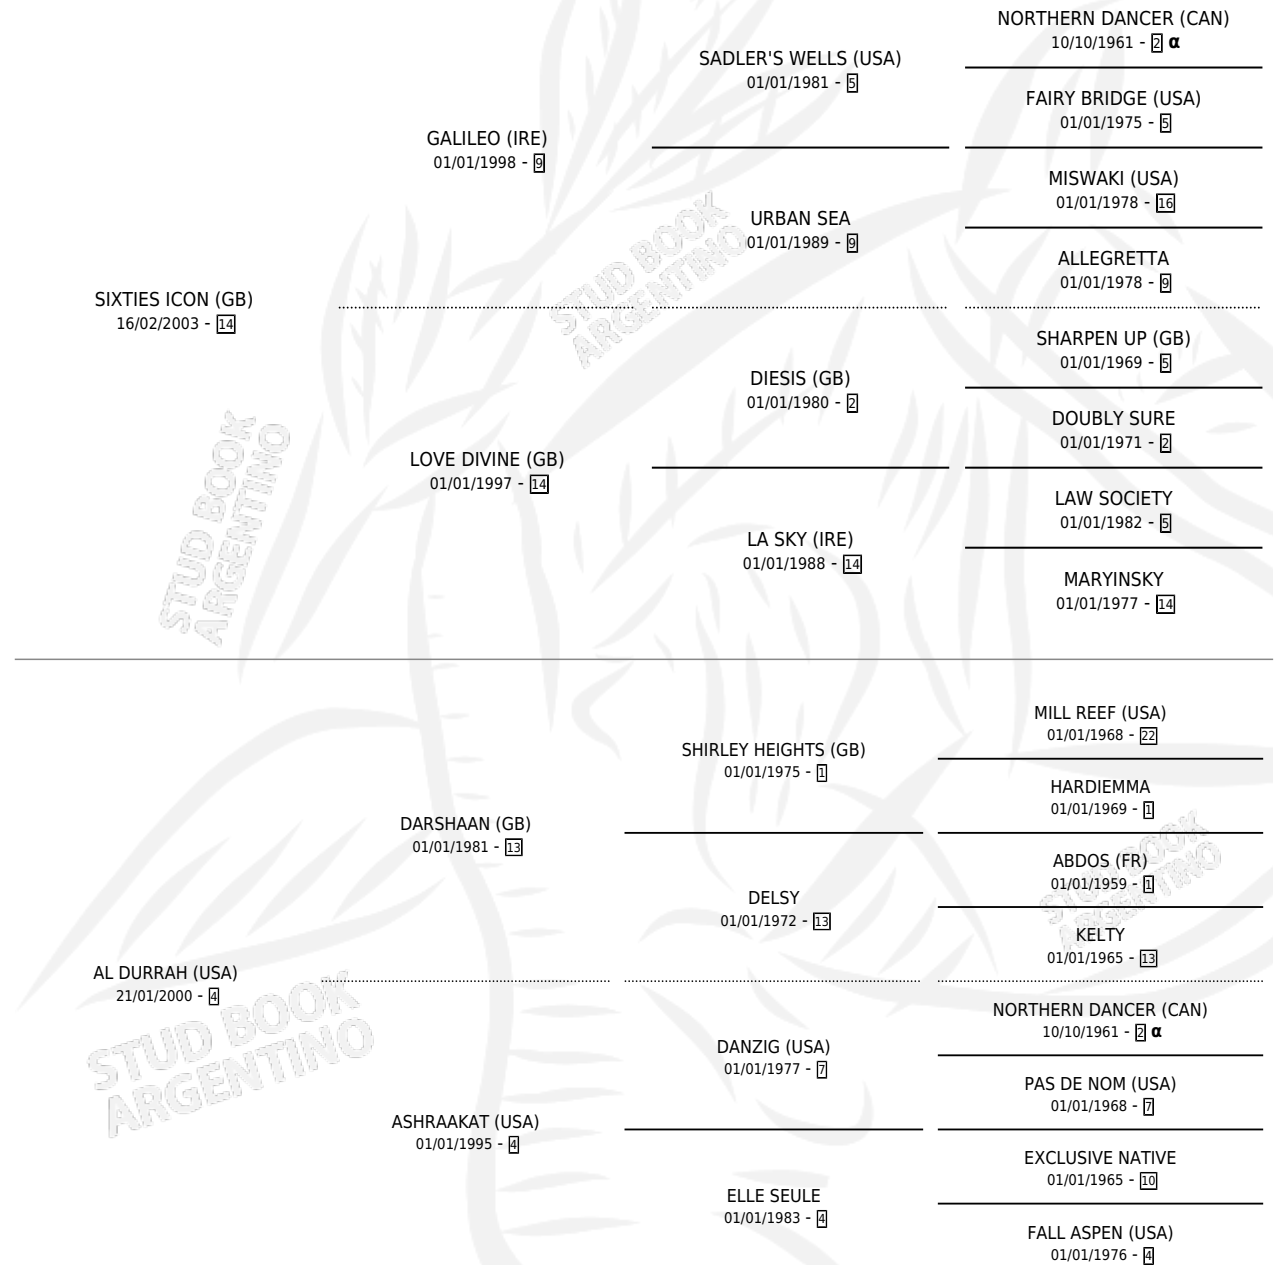 NORTHERN DANCER (CAN)
10/10/1961 - 2 α
SADLER'S WELLS (USA)
01/01/1981 - 5
FAIRY BRIDGE (USA)
01/01/1975 - 5
GALILEO (IRE)
01/01/1998 - 9
MISWAKI (USA)
01/01/1978 - 16
URBAN SEA
01/01/1989 - 9
ALLEGRETTA
01/01/1978 - 9
SIXTIES ICON (GB)
16/02/2003 - 14
SHARPEN UP (GB)
01/01/1969 - 5
DIESIS (GB)
01/01/1980 - 2
DOUBLY SURE
01/01/1971 - 2
LOVE DIVINE (GB)
01/01/1997 - 14
LAW SOCIETY
01/01/1982 - 5
LA SKY (IRE)
01/01/1988 - 14
MARYINSKY
01/01/1977 - 14
MILL REEF (USA)
01/01/1968 - 22
SHIRLEY HEIGHTS (GB)
01/01/1975 - 1
HARDIEMMA
01/01/1969 - 1
DARSHAAN (GB)
01/01/1981 - 13
ABDOS (FR)
01/01/1959 - 1
DELSY
01/01/1972 - 13
KELTY
01/01/1965 - 13
AL DURRAH (USA)
21/01/2000 - 4
NORTHERN DANCER (CAN)
10/10/1961 - 2 α
DANZIG (USA)
01/01/1977 - 7
PAS DE NOM (USA)
01/01/1968 - 7
ASHRAAKAT (USA)
01/01/1995 - 4
EXCLUSIVE NATIVE
01/01/1965 - 10
ELLE SEULE
01/01/1983 - 4
FALL ASPEN (USA)
01/01/1976 - 4
STUD BOOK
ARGENTINO
STUD BOOK
ARGENTINO
STUD BOOK
ARGENTINO
STUD BOOK
ARGENTINO